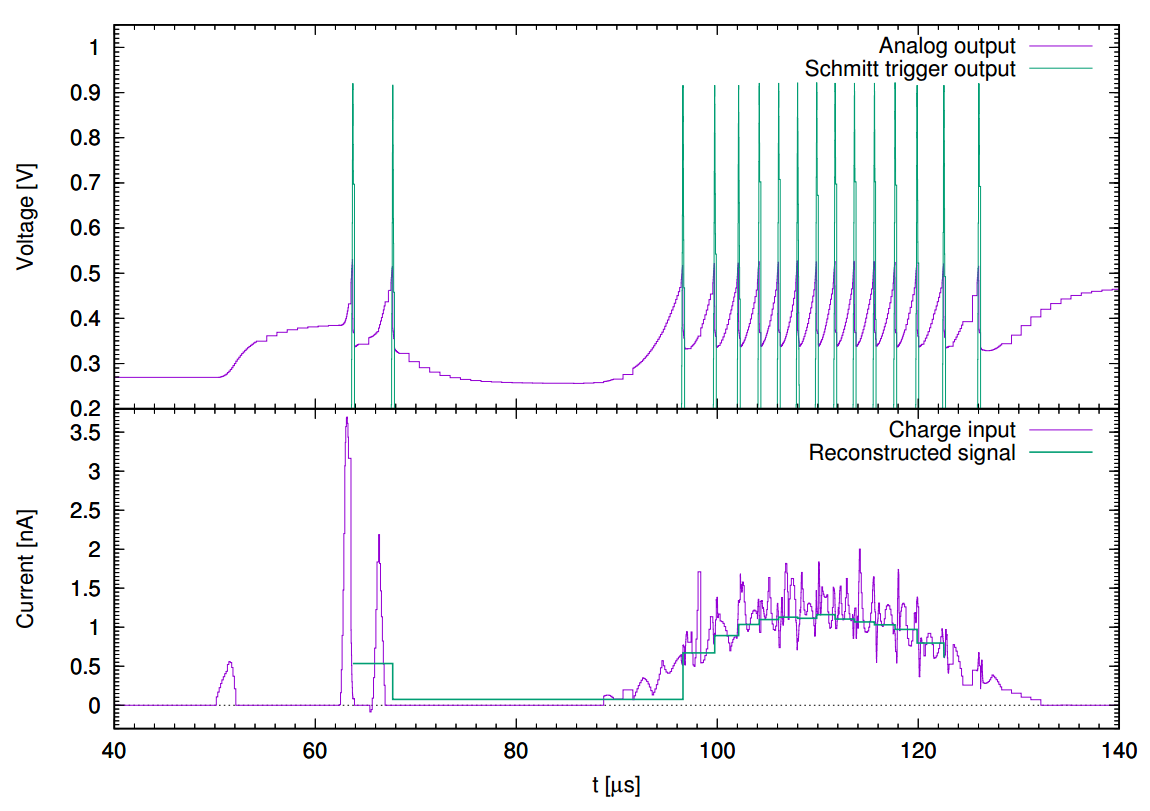 Analog output
Schmitt trigger output
1
0.9
0.8
0.7
0.6
0.5
0.4
0.3
0.2
Voltage [V]
Charge input
Reconstructed signal
3.5
3
2.5
2
1.5
1
0.5
0
Current [nA]
40 60 80 100 120 140
t [μs]